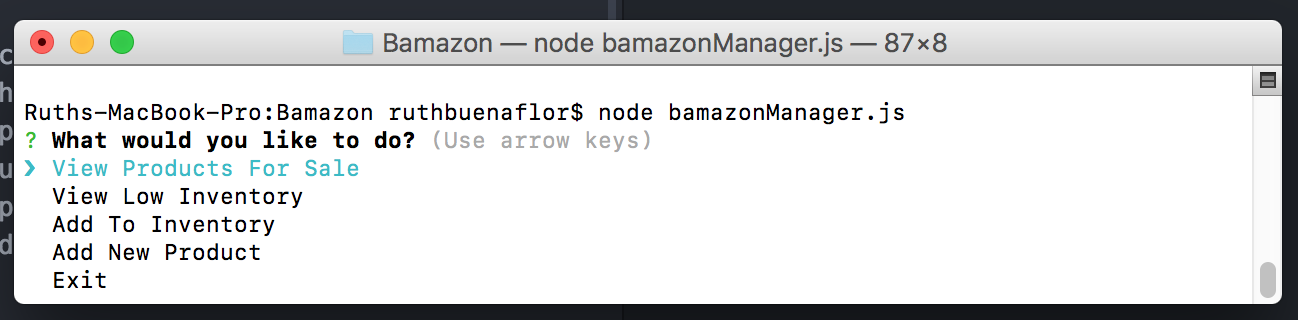 Bamazon — node bamazonManager.js — 87×8
Ruths-MacBook-Pro:Bamazon ruthbuenaflor$ node bamazonManager.js
? What would you like to do? (Use arrow keys)
❯ View Products For Sale
View Low Inventory
Add To Inventory
Add New Product
Exit